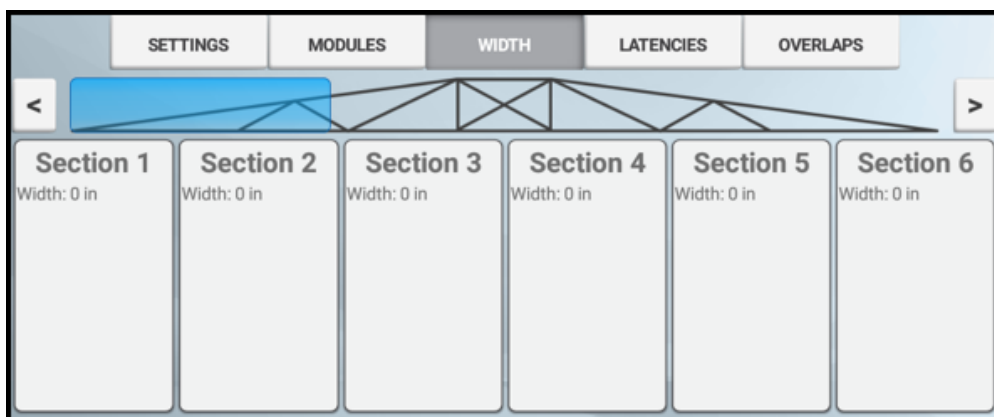 SETTINGS MODULES WIDTH LATENCIES OVERLAPS
< >
Section 1 Section 2 Section 3 Section 4 Section 5 Section 6
Width: 0 in Width: 0 in Width: 0 in Width: 0 in Width: 0 in Width: 0 in